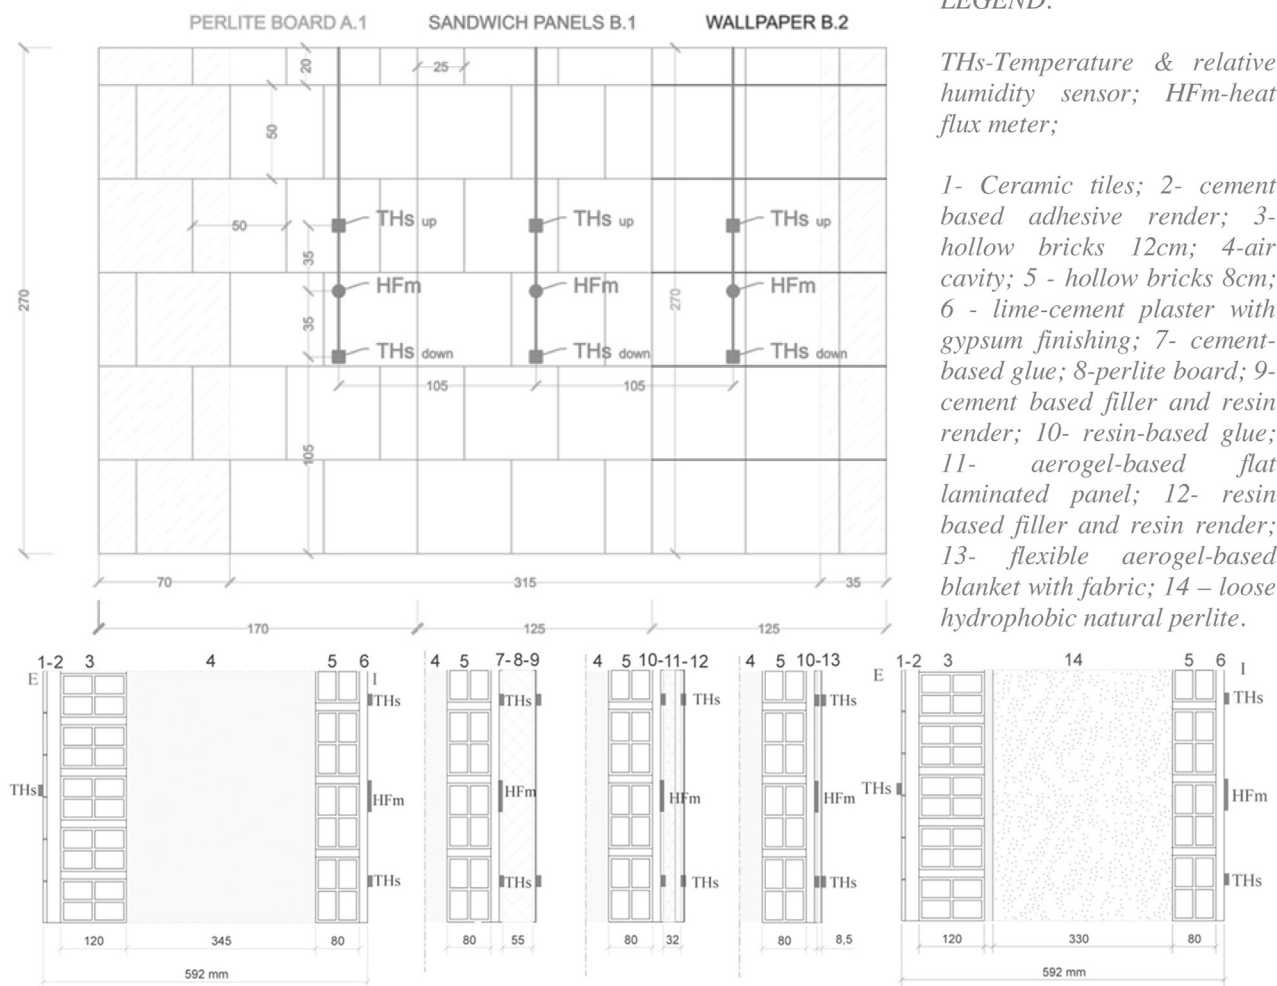 PERLITE BOARD A.1
SANDWICH PANELS B.1
WALLPAPER B.2
20
25
50
50
THs up
THs up
THs up
35
HFm
HFm
HFm
270
270
35
THs down
THs down
THs down
105
105
105
70
315
35
170
125
125
LEGEND:
THs-Temperature & relative
humidity sensor; HFm-heat
flux meter;
1- Ceramic tiles; 2- cement
based adhesive render; 3-
hollow bricks 12cm; 4-air
cavity; 5 - hollow bricks 8cm;
6 - lime-cement plaster with
gypsum finishing; 7- cement-
based glue; 8-perlite board; 9-
cement based filler and resin
render; 10- resin-based glue;
11- aerogel-based flat
laminated panel; 12- resin
based filler and resin render;
13- flexible aerogel-based
blanket with fabric; 14 – loose
hydrophobic natural perlite.
1-2 3 4 5 6
E I
THs
THs
HFm
THs
120 345 80
592 mm
4 5 7-8-9
THs
HFm
THs
80 55
4 5 10-11-12
THs
HFm
THs
80 32
4 5 10-13
THs
HFm
THs
80 8,5
1-2 3 14 5 6
E I
THs
THs
HFm
THs
120 330 80
592 mm